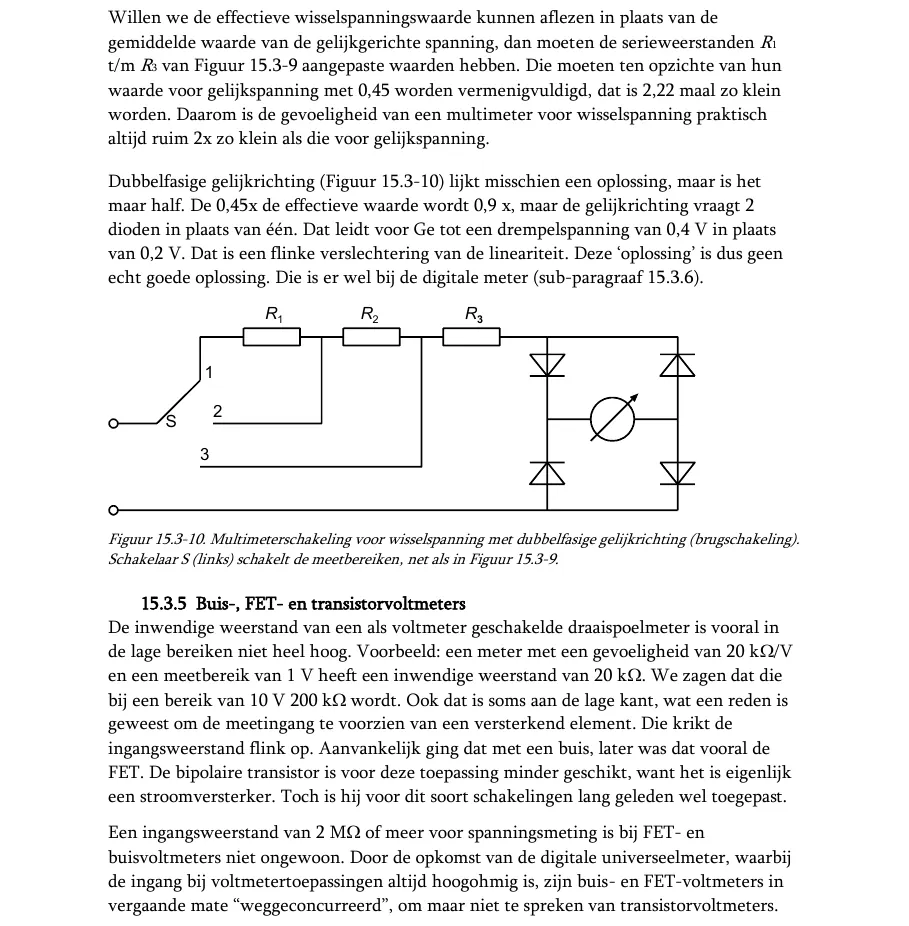 Willen we de effectieve wisselspanningswaarde kunnen aflezen in plaats van de
gemiddelde waarde van de gelijkgerichte spanning, dan moeten de serieweerstanden R1
t/m R3 van Figuur 15.3-9 aangepaste waarden hebben. Die moeten ten opzichte van hun
waarde voor gelijkspanning met 0,45 worden vermenigvuldigd, dat is 2,22 maal zo klein
worden. Daarom is de gevoeligheid van een multimeter voor wisselspanning praktisch
altijd ruim 2x zo klein als die voor gelijkspanning.
Dubbelfasige gelijkrichting (Figuur 15.3-10) lijkt misschien een oplossing, maar is het
maar half. De 0,45x de effectieve waarde wordt 0,9 x, maar de gelijkrichting vraagt 2
dioden in plaats van één. Dat leidt voor Ge tot een drempelspanning van 0,4 V in plaats
van 0,2 V. Dat is een flinke verslechtering van de lineariteit. Deze ‘oplossing’ is dus geen
echt goede oplossing. Die is er wel bij de digitale meter (sub-paragraaf 15.3.6).
R1 R2 R3
1
S 2
3
Figuur 15.3-10. Multimeterschakeling voor wisselspanning met dubbelfasige gelijkrichting (brugschakeling).
Schakelaar S (links) schakelt de meetbereiken, net als in Figuur 15.3-9.
15.3.5 Buis-, FET- en transistorvoltmeters
De inwendige weerstand van een als voltmeter geschakelde draaispoelmeter is vooral in
de lage bereiken niet heel hoog. Voorbeeld: een meter met een gevoeligheid van 20 kΩ/V
en een meetbereik van 1 V heeft een inwendige weerstand van 20 kΩ. We zagen dat die
bij een bereik van 10 V 200 kΩ wordt. Ook dat is soms aan de lage kant, wat een reden is
geweest om de meetingang te voorzien van een versterkend element. Die krikt de
ingangsweerstand flink op. Aanvankelijk ging dat met een buis, later was dat vooral de
FET. De bipolaire transistor is voor deze toepassing minder geschikt, want het is eigenlijk
een stroomversterker. Toch is hij voor dit soort schakelingen lang geleden wel toegepast.
Een ingangsweerstand van 2 MΩ of meer voor spanningsmeting is bij FET- en
buisvoltmeters niet ongewoon. Door de opkomst van de digitale universeelmeter, waarbij
de ingang bij voltmetertoepassingen altijd hoogohmig is, zijn buis- en FET-voltmeters in
vergaande mate “weggeconcurreerd”, om maar niet te spreken van transistorvoltmeters.